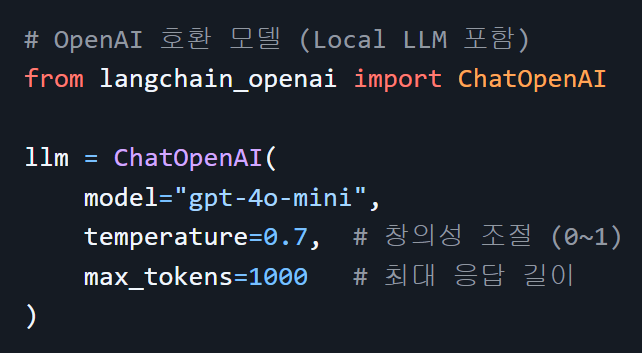 # OpenAI 호환 모델 (Local LLM 포함)
from langchain_openai import ChatOpenAI

llm = ChatOpenAI(
    model="gpt-4o-mini",
    temperature=0.7,  # 창의성 조절 (0~1)
    max_tokens=1000   # 최대 응답 길이
)